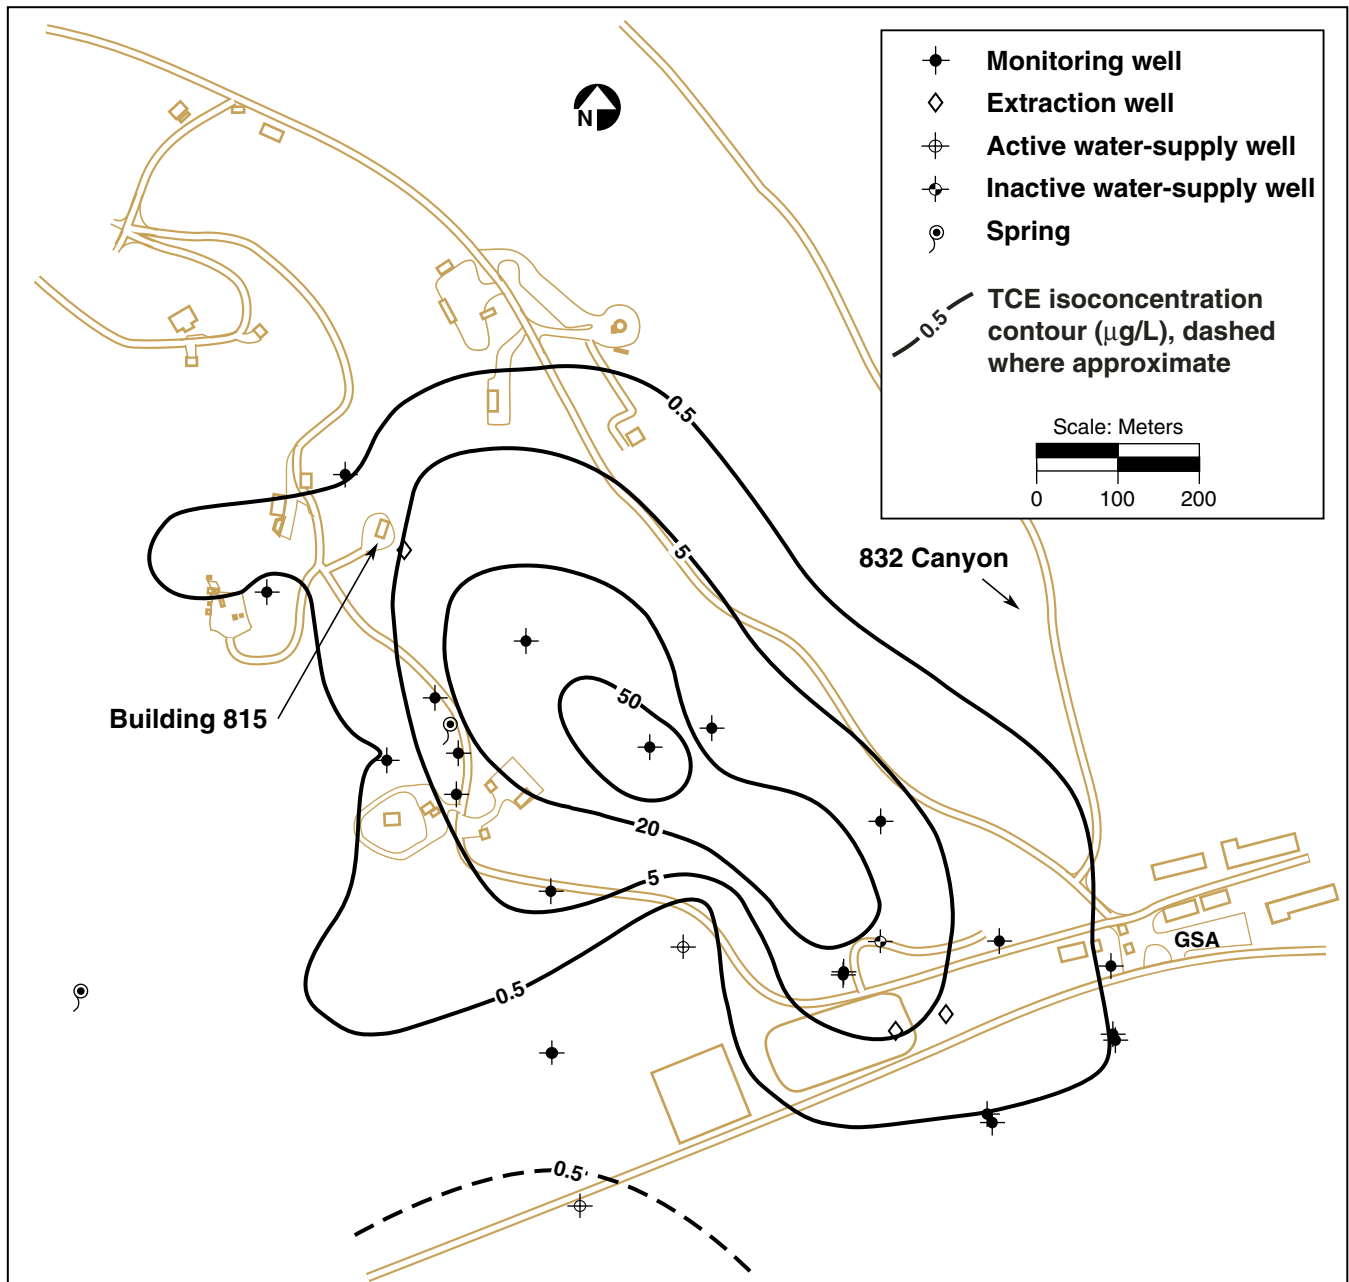 N
Monitoring well
Extraction well
Active water-supply well
Inactive water-supply well
Spring
0.5
TCE isoconcentration
contour (µg/L), dashed
where approximate
Scale: Meters
0 100 200
0.5
5
832 Canyon
Building 815
50
20
5
GSA
0.5
0.5